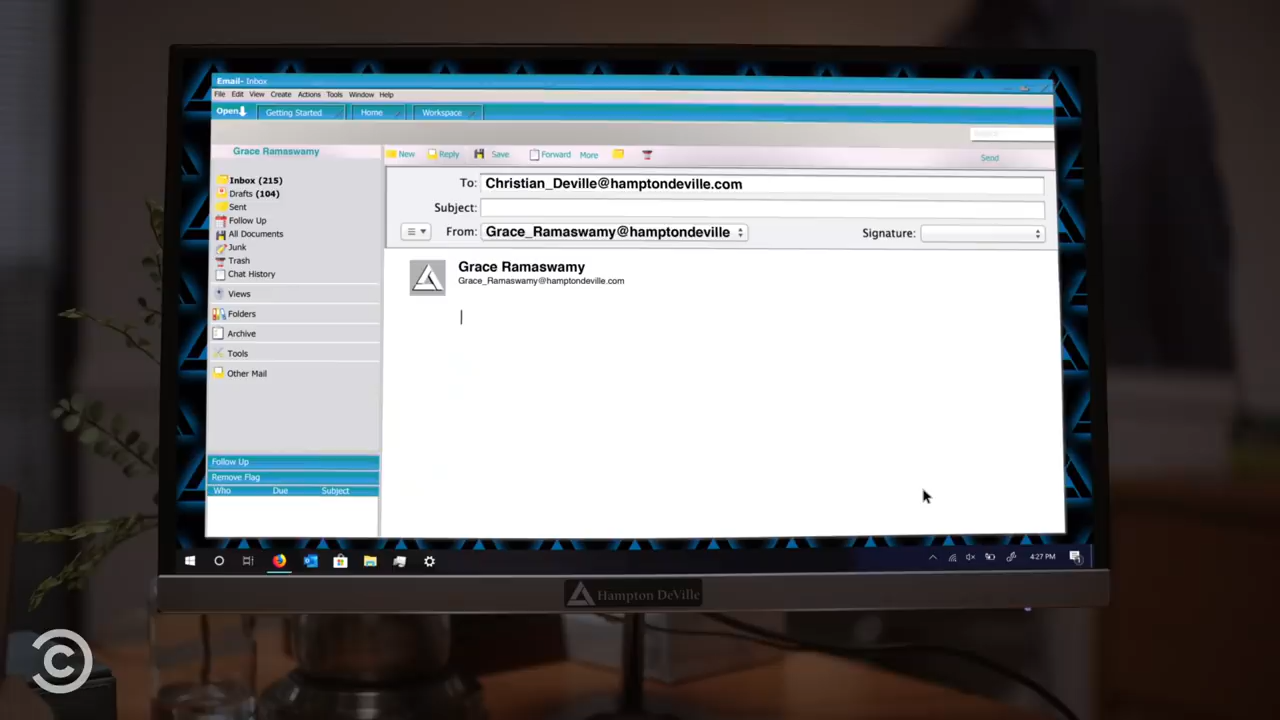 Email- Inbox
File Edit View Create Actions Tools Window Help
Open Getting Started Home Workspace
Grace Ramaswamy
New Reply Save Forward More
Send
Inbox (215)
Drafts (104)
Sent
Follow Up
All Documents
Junk
Trash
Chat History
Views
Folders
Archive
Tools
Other Mail
Follow Up
Remove Flag
Who Due Subject
To: Christian_Deville@hamptondeville.com
Subject:
From: Grace_Ramaswamy@hamptondeville
Signature:
Grace Ramaswamy
Grace_Ramaswamy@hamptondeville.com
4:27 PM
Hampton DeVille